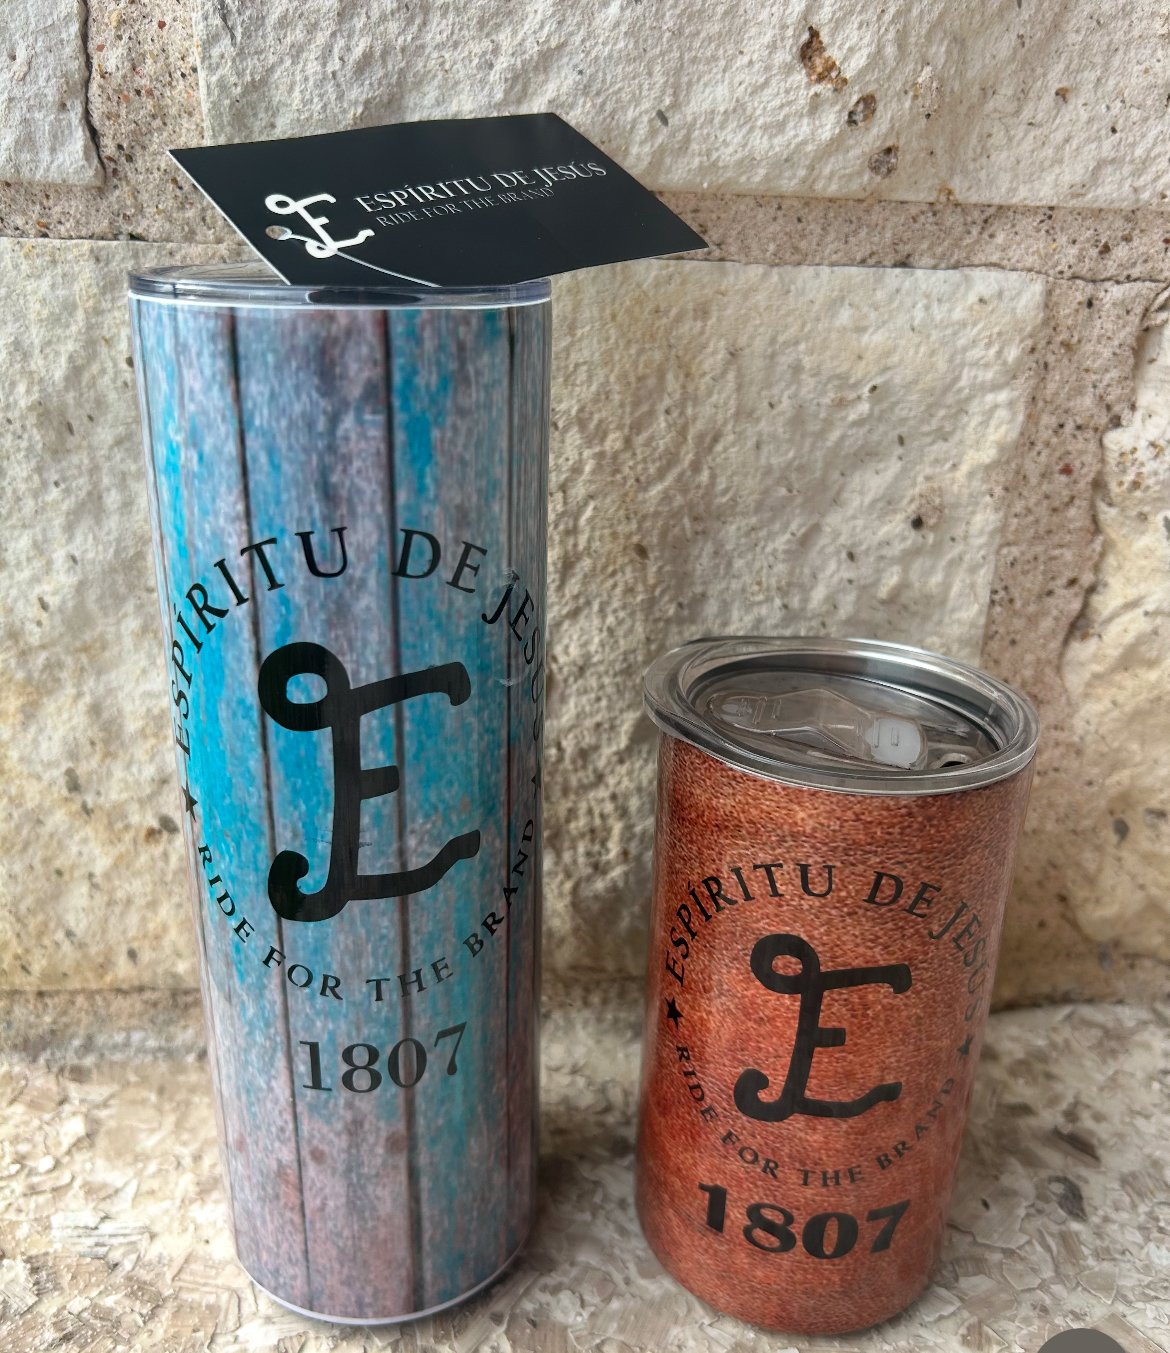 ESPÍRITU DE JESÚS
RIDE FOR THE BRAND
ESPÍRITU DE JESÚS
E
★ RIDE FOR THE BRAND ★
1807
ESPÍRITU DE JESÚS
E
★ RIDE FOR THE BRAND ★
1807